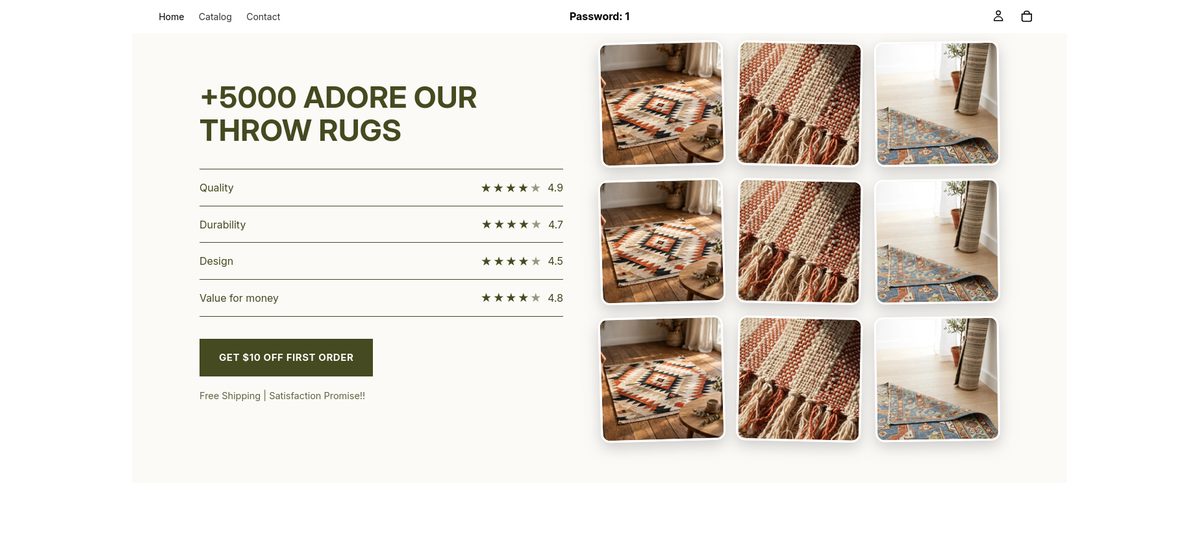 Home Catalog Contact Password: 1
+5000 ADORE OUR
THROW RUGS
Quality ★★★★★ 4.9
Durability ★★★★★ 4.7
Design ★★★★★ 4.5
Value for money ★★★★★ 4.8
GET $10 OFF FIRST ORDER
Free Shipping | Satisfaction Promise!!